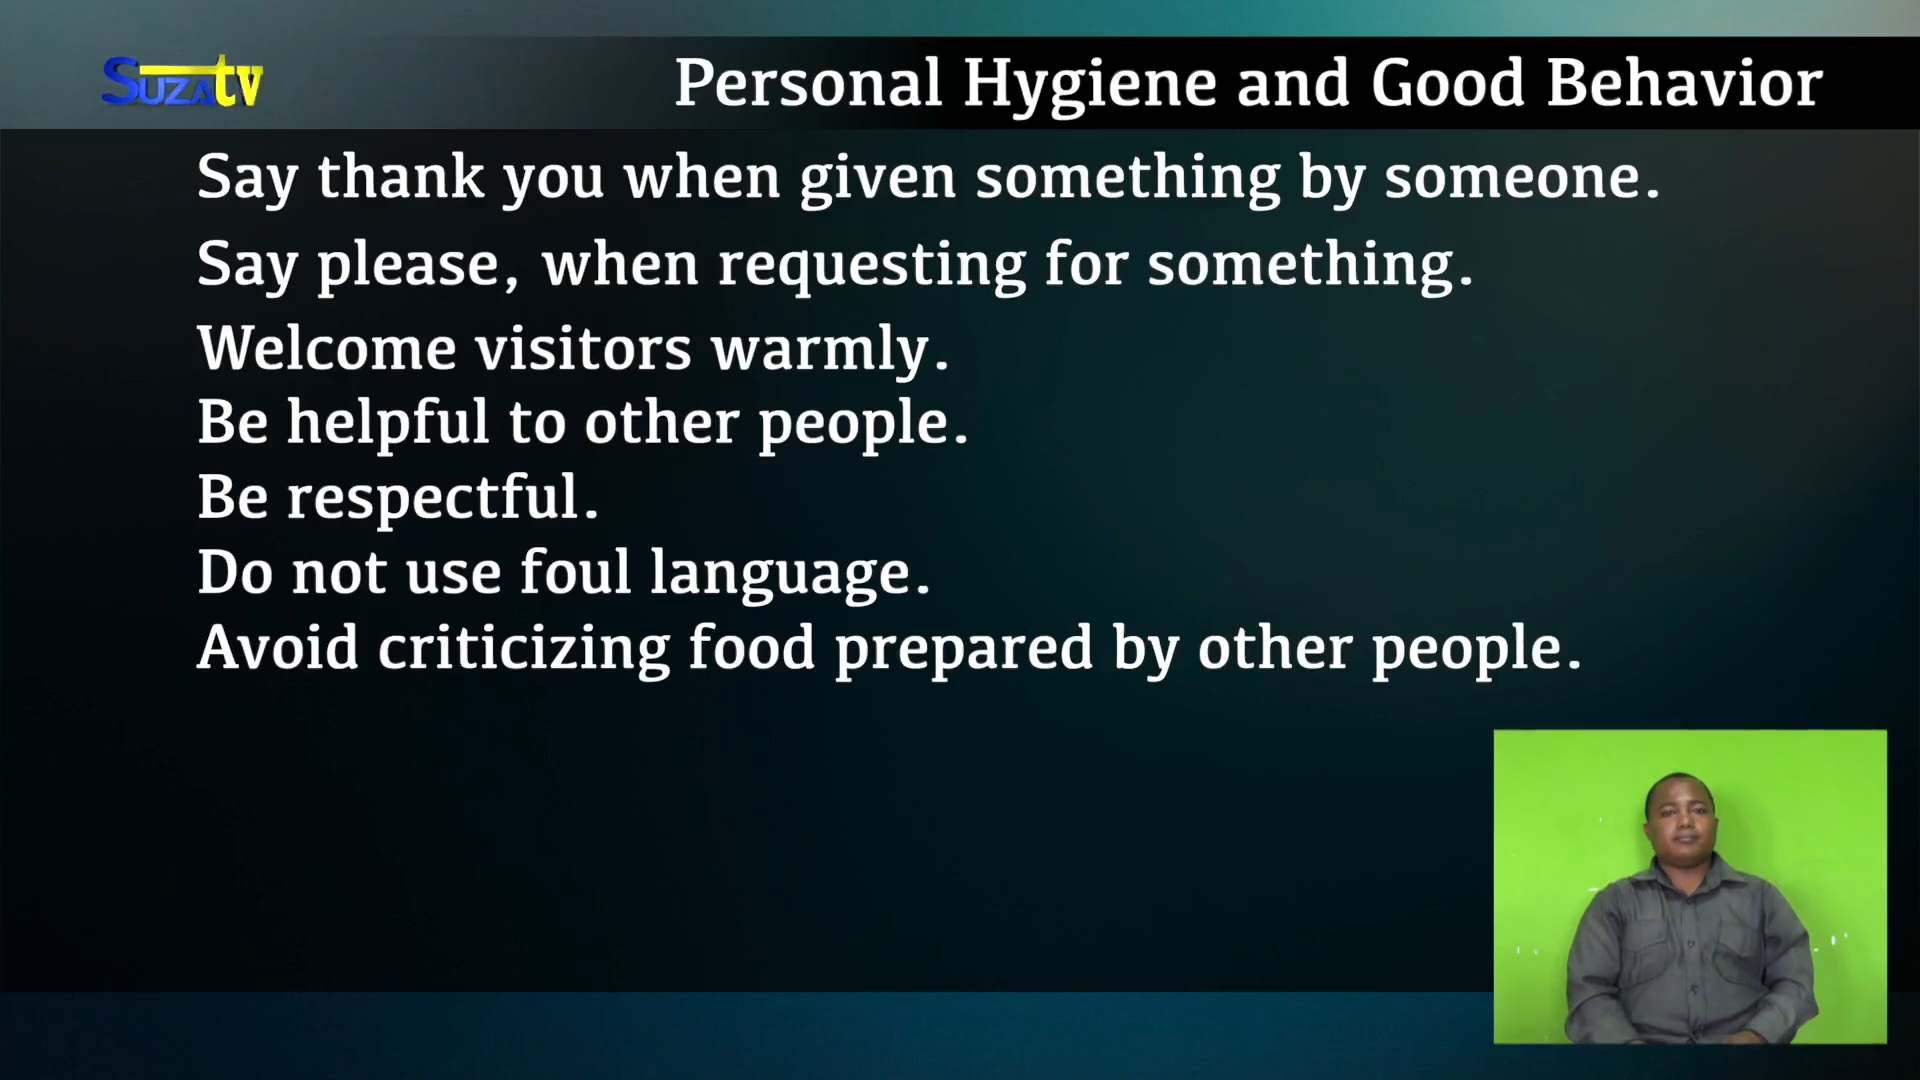 SUZA tv
Personal Hygiene and Good Behavior
Say thank you when given something by someone.
Say please, when requesting for something.
Welcome visitors warmly.
Be helpful to other people.
Be respectful.
Do not use foul language.
Avoid criticizing food prepared by other people.